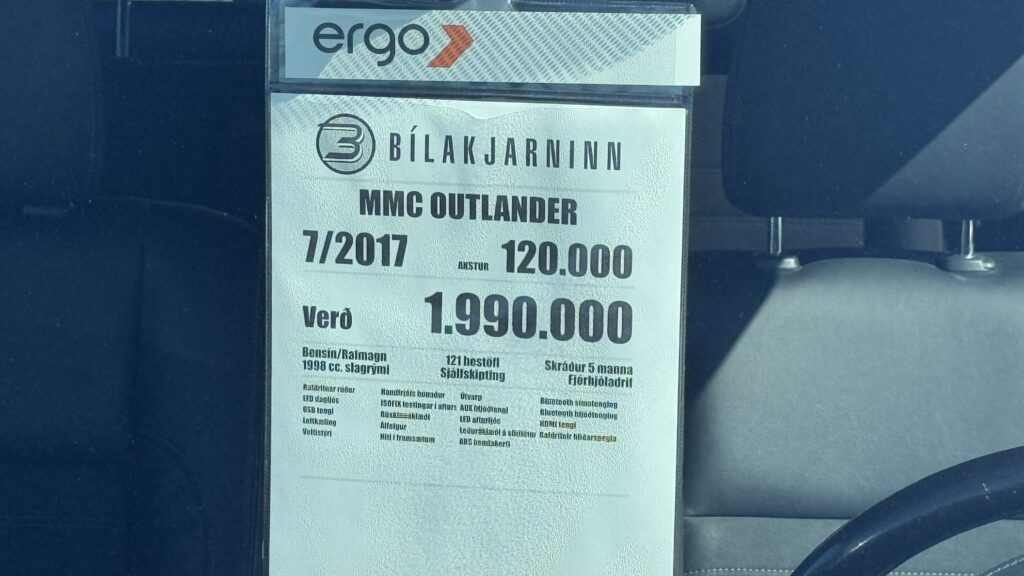 ergo
BÍLAKJARNINN
MMC OUTLANDER
7/2017 AKSTUR 120.000
Verð 1.990.000
Bensín/Rafmagn 121 hestöfl Skráður 5 manna
1998 cc. slagrými Sjálfskipting Fjórhjóladrif
Rafdrifnar rúður Handfrjáls búnaður Útvarp Bluetooth símatenging
LED dagljós ISOFIX festingar í aftursæ AUX hljóðtengi Bluetooth hljóðtenging
USB tengi Rúskinnáklæði LED afturljós HDMI tengi
Loftkæling Álfelgur Leðuráklæði á slitflötum Rafdrifnir hliðarspeglar
Veltistýri Hiti í framsætum ABS hemlakerfi